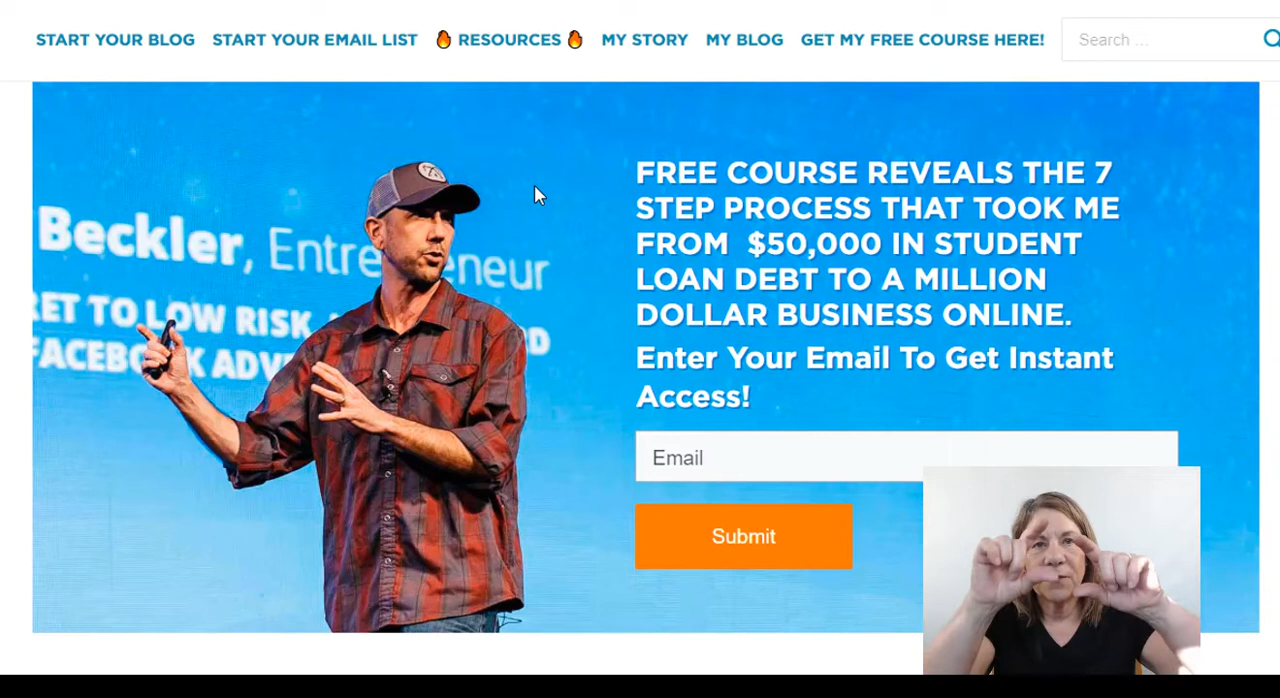 START YOUR BLOG START YOUR EMAIL LIST 🔥 RESOURCES 🔥 MY STORY MY BLOG GET MY FREE COURSE HERE! Search ...
Beckler, Entre eneur
RET TO LOW RISK
FACEBO K ADV
FREE COURSE REVEALS THE 7
STEP PROCESS THAT TOOK ME
FROM $50,000 IN STUDENT
LOAN DEBT TO A MILLION
DOLLAR BUSINESS ONLINE.
Enter Your Email To Get Instant
Access!
Email
Submit